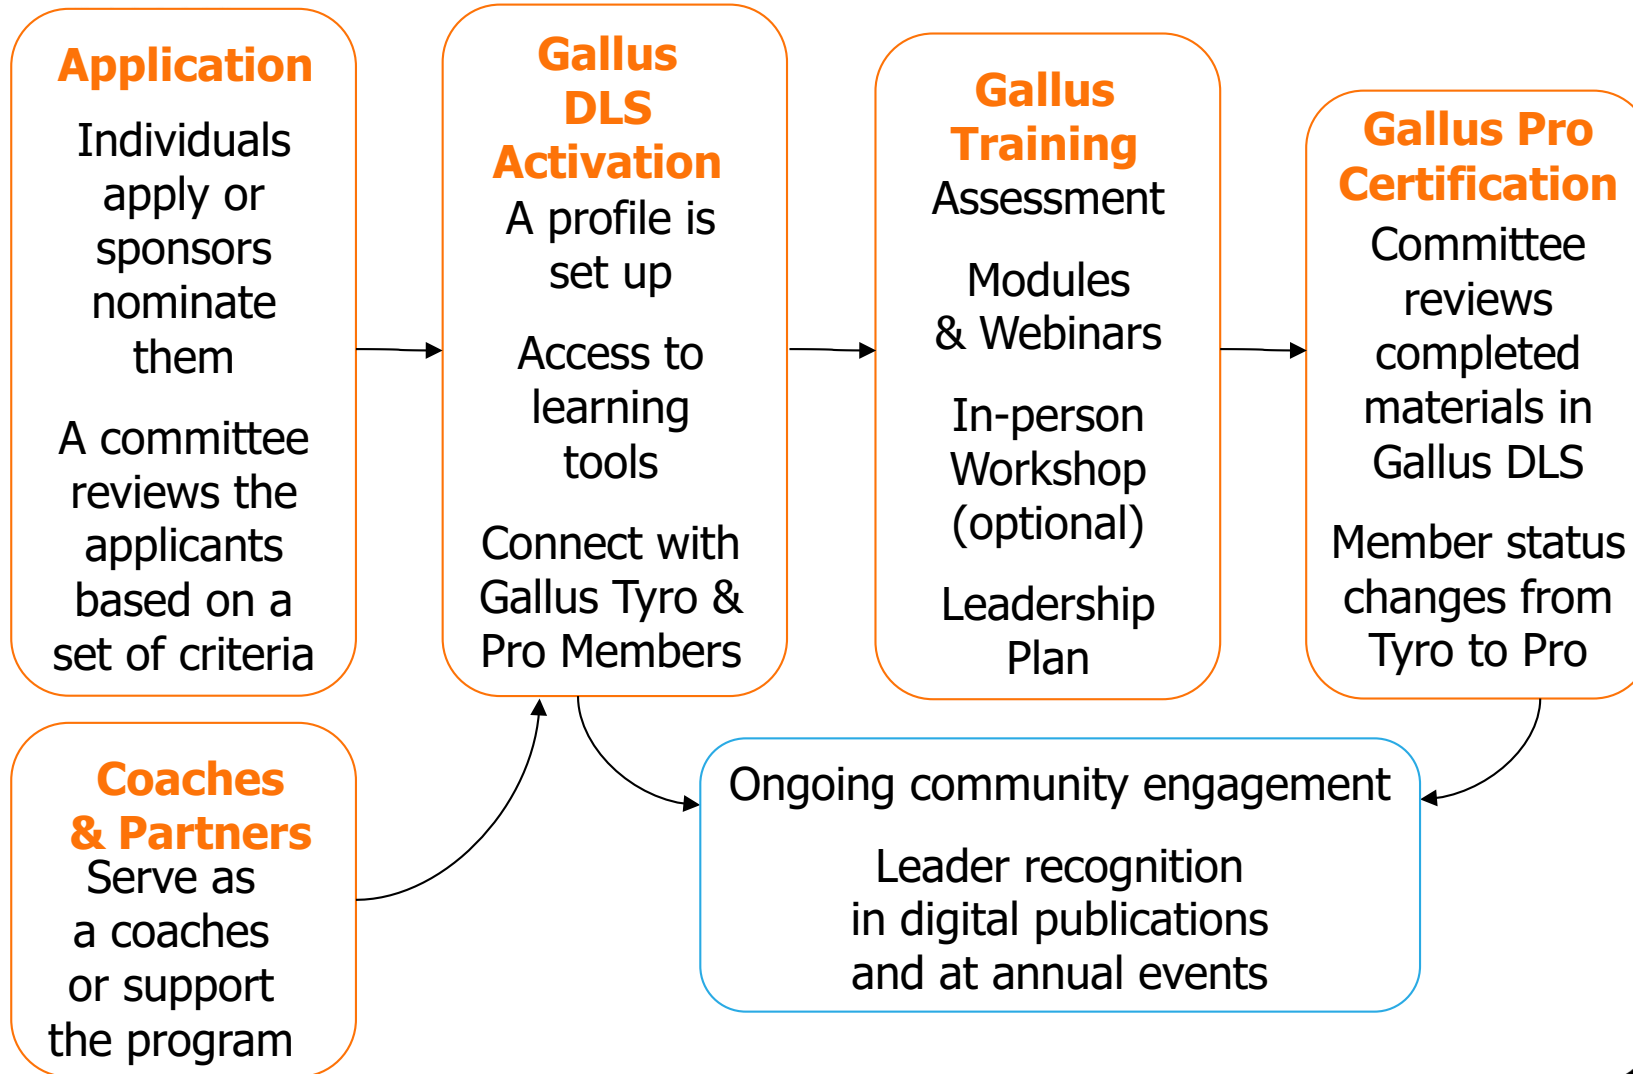 Application
Individuals
apply or
sponsors
nominate
them
A committee
reviews the
applicants
based on a
set of criteria
Gallus
DLS
Activation
A profile is
set up
Access to
learning
tools
Connect with
Gallus Tyro &
Pro Members
Gallus
Training
Assessment
Modules
& Webinars
In-person
Workshop
(optional)
Leadership
Plan
Gallus Pro
Certification
Committee
reviews
completed
materials in
Gallus DLS
Member status
changes from
Tyro to Pro
Coaches
& Partners
Serve as
a coaches
or support
the program
Ongoing community engagement
Leader recognition
in digital publications
and at annual events